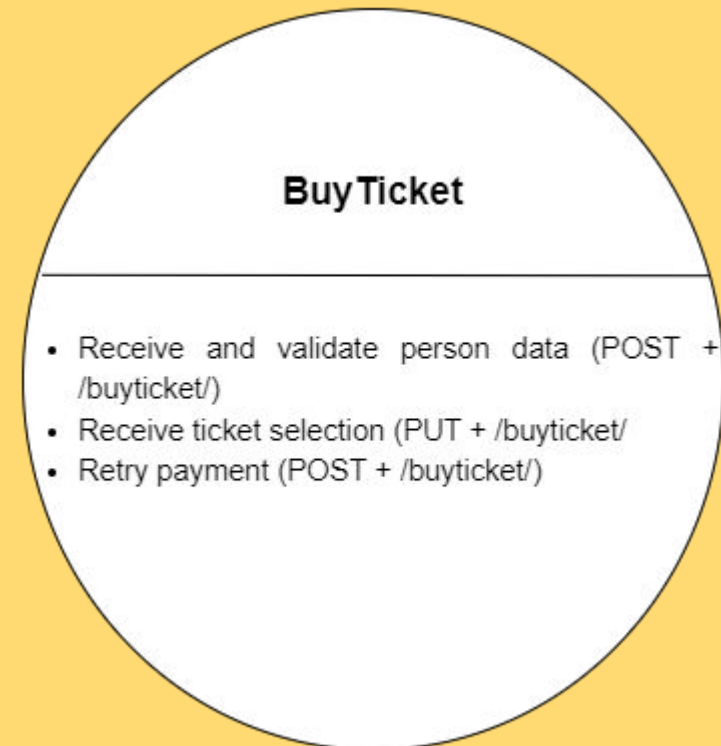 BuyTicket
• Receive and validate person data (POST +
/buyticket/)
• Receive ticket selection (PUT + /buyticket/
• Retry payment (POST + /buyticket/)